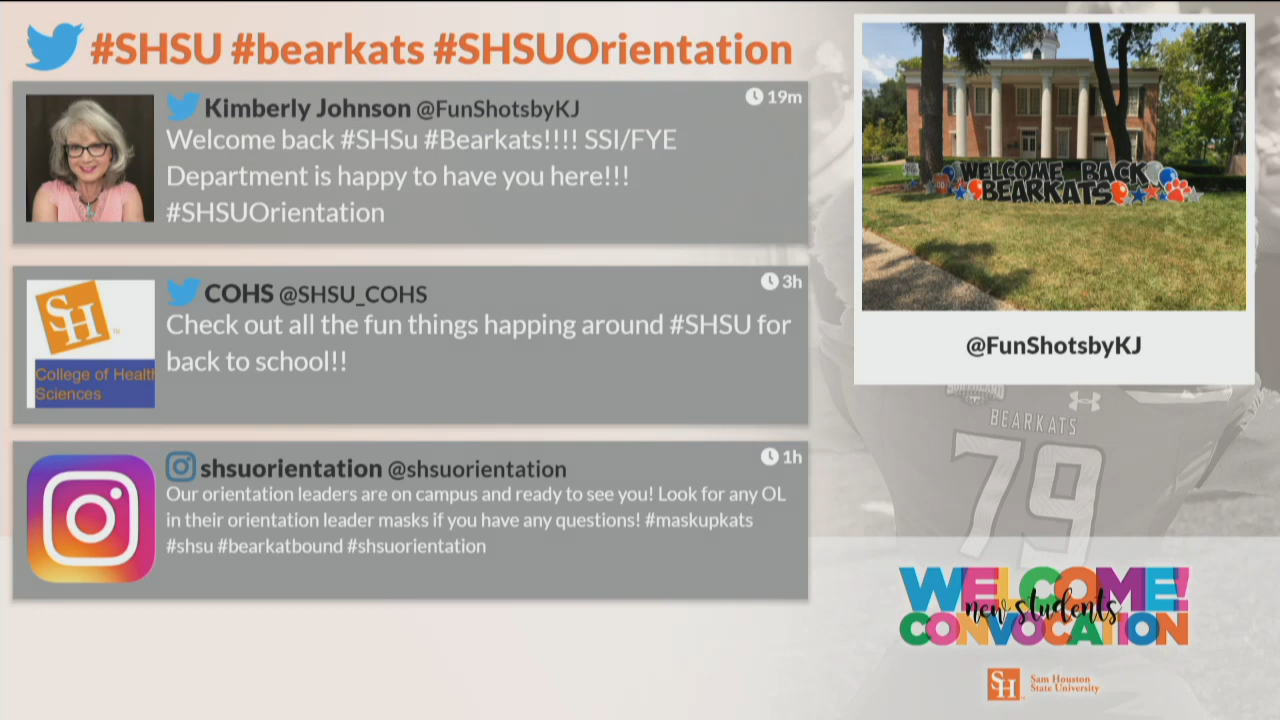 #SHSU #bearkats #SHSUOrientation
Kimberly Johnson @FunShotsbyKJ
19m
Welcome back #SHSu #Bearkats!!!! SSI/FYE
Department is happy to have you here!!!
#SHSUOrientation
SH
College of Health
Sciences
COHS @SHSU_COHS
3h
Check out all the fun things happing around #SHSU for
back to school!!
shsuorientation @shsuorientation
1h
Our orientation leaders are on campus and ready to see you! Look for any OL
in their orientation leader masks if you have any questions! #maskupkats
#shsu #bearkatbound #shsuorientation
WELCOME BACK
BEARKATS
@FunShotsbyKJ
SOUTHLAND
BEARKATS
79
WELCOME!
new students
CONVOCATION
SH
Sam Houston
State University